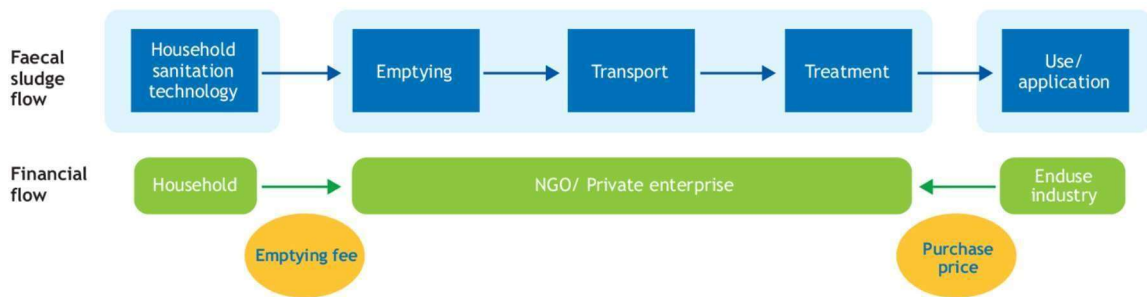 Faecal
sludge
flow
Household
sanitation
technology
Emptying
Transport
Treatment
Use/
application
Financial
flow
Household
NGO/ Private enterprise
Enduse
industry
Emptying fee
Purchase
price